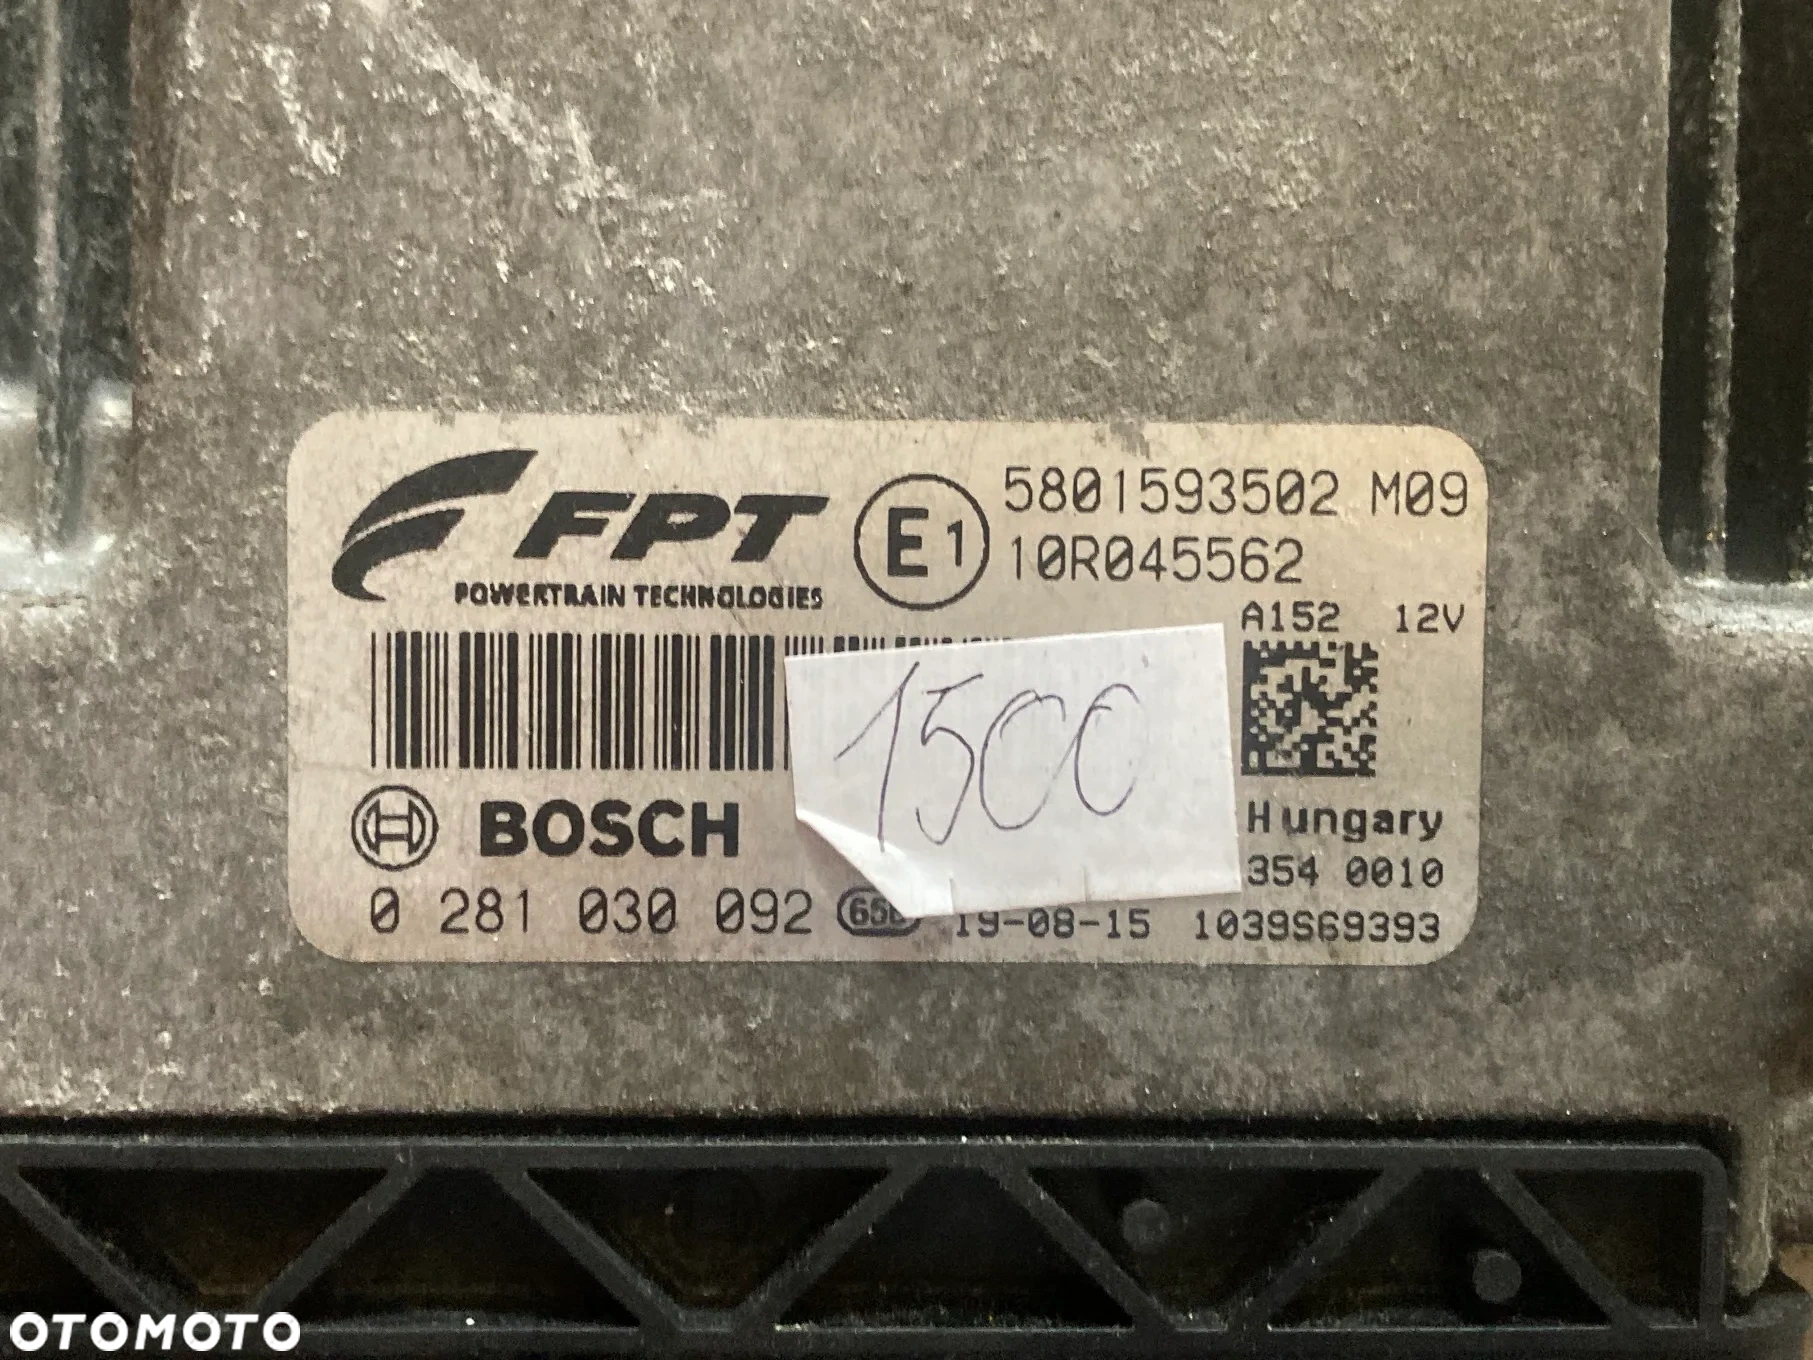 FPT
POWERTRAIN TECHNOLOGIES
E1
5801593502 M09
10R045562
A152 12V
1500
BOSCH
Hungary
354 0010
0 281 030 092
19-08-15 1039S69393
OTOMOTO